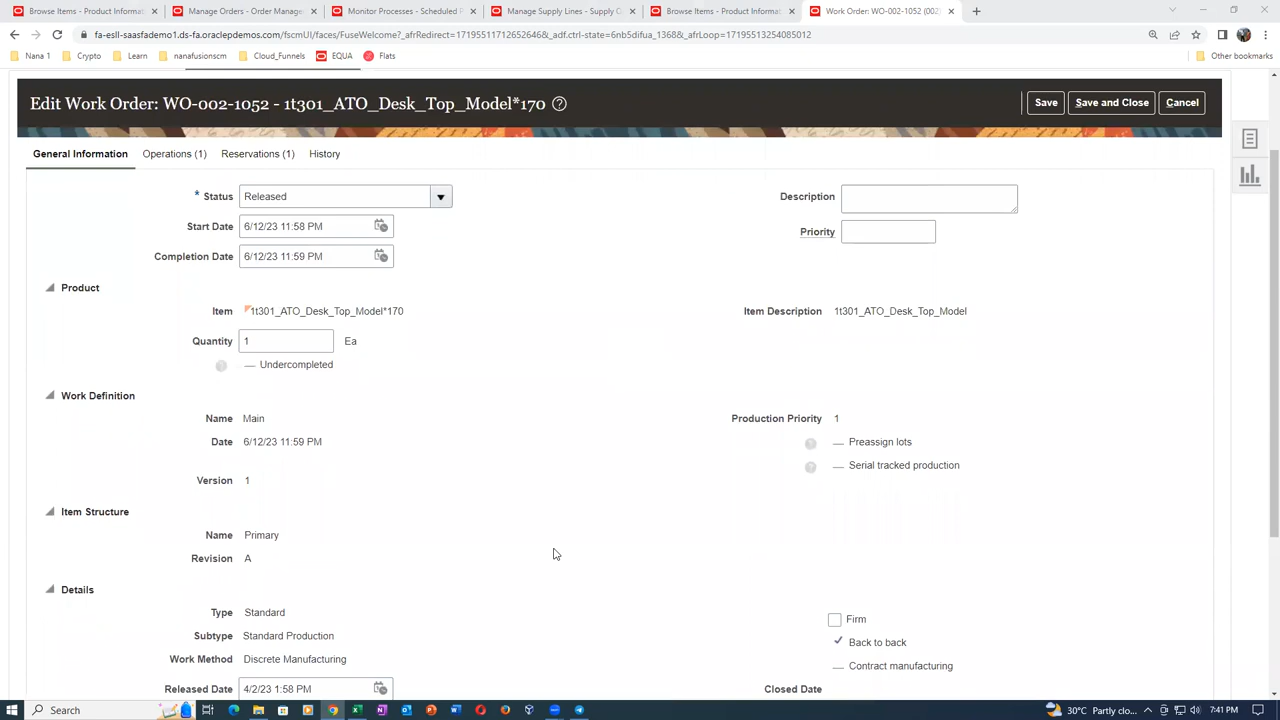 Browse Items - Product Informati
Manage Orders - Order Manage
Monitor Processes - Scheduled P
Manage Supply Lines - Supply O
Browse Items - Product Informati
Work Order: WO-002-1052 (002)
fa-esll-saasfademo1.ds-fa.oraclepdemos.com/fscmUI/faces/FuseWelcome?_afrRedirect=17195511712652646&_adf.ctrl-state=6nb5difua_1368&_afrLoop=17195513254085012
Nana 1
Crypto
Learn
nanafusionscm
Cloud_Funnels
EQUA
Flats
Other bookmarks
Edit Work Order: WO-002-1052 - 1t301_ATO_Desk_Top_Model*170
Save
Save and Close
Cancel
General Information
Operations (1)
Reservations (1)
History
* Status Released
Description
Start Date 6/12/23 11:58 PM
Priority
Completion Date 6/12/23 11:59 PM
Product
Item 1t301_ATO_Desk_Top_Model*170
Item Description 1t301_ATO_Desk_Top_Model
Quantity 1 Ea
Undercompleted
Work Definition
Name Main
Production Priority 1
Date 6/12/23 11:59 PM
Preassign lots
Serial tracked production
Version 1
Item Structure
Name Primary
Revision A
Details
Type Standard
Firm
Subtype Standard Production
Back to back
Work Method Discrete Manufacturing
Contract manufacturing
Released Date 4/2/23 1:58 PM
Closed Date
Search
30°C Partly clo...
7:41 PM